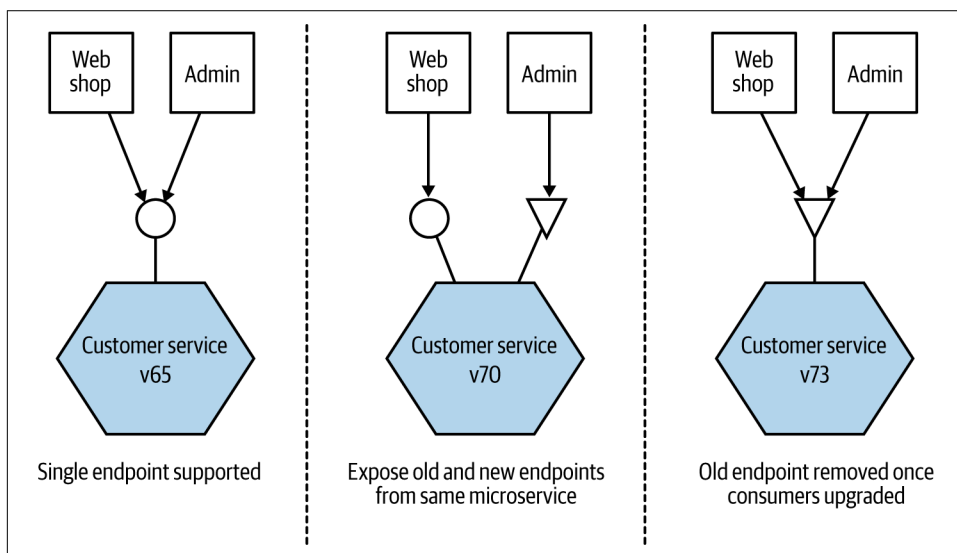 Web
shop
Admin
Customer service
v65
Single endpoint supported
Web
shop
Admin
Customer service
v70
Expose old and new endpoints
from same microservice
Web
shop
Admin
Customer service
v73
Old endpoint removed once
consumers upgraded